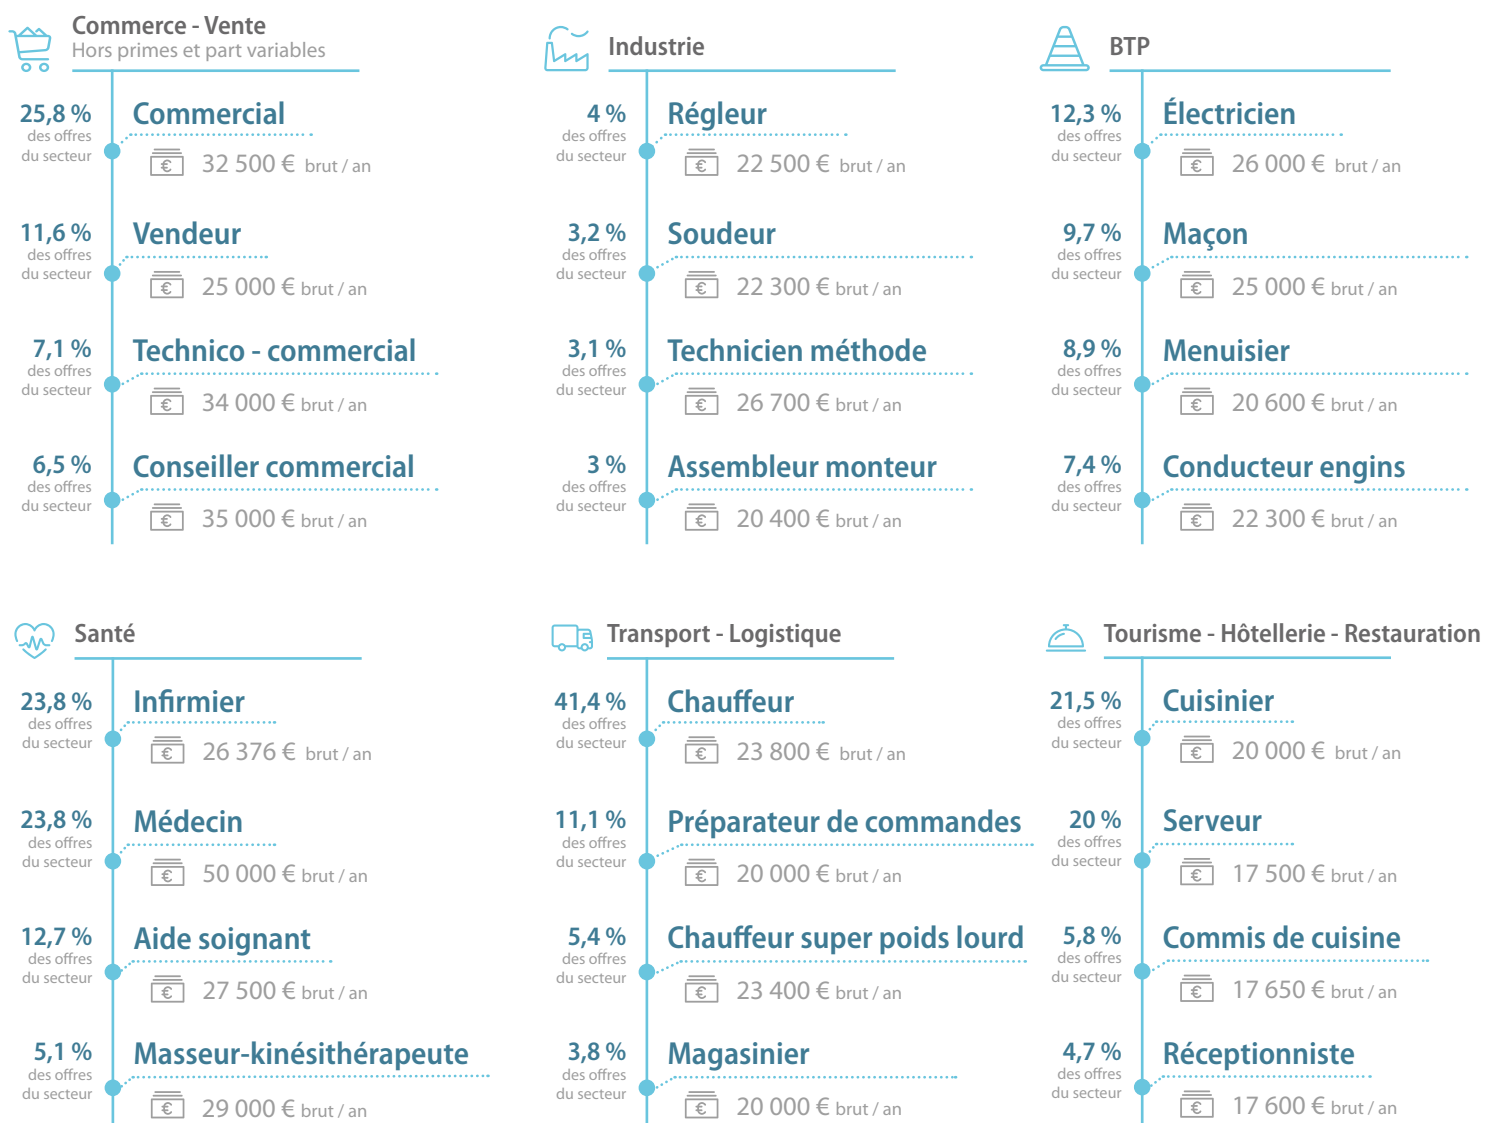 Commerce - Vente
Hors primes et part variables
25,8 %
des offres
du secteur
Commercial
€ 32 500 € brut / an
11,6 %
des offres
du secteur
Vendeur
€ 25 000 € brut / an
7,1 %
des offres
du secteur
Technico - commercial
€ 34 000 € brut / an
6,5 %
des offres
du secteur
Conseiller commercial
€ 35 000 € brut / an
Industrie
4 %
des offres
du secteur
Régleur
€ 22 500 € brut / an
3,2 %
des offres
du secteur
Soudeur
€ 22 300 € brut / an
3,1 %
des offres
du secteur
Technicien méthode
€ 26 700 € brut / an
3 %
des offres
du secteur
Assembleur monteur
€ 20 400 € brut / an
BTP
12,3 %
des offres
du secteur
Électricien
€ 26 000 € brut / an
9,7 %
des offres
du secteur
Maçon
€ 25 000 € brut / an
8,9 %
des offres
du secteur
Menuisier
€ 20 600 € brut / an
7,4 %
des offres
du secteur
Conducteur engins
€ 22 300 € brut / an
Santé
23,8 %
des offres
du secteur
Infirmier
€ 26 376 € brut / an
23,8 %
des offres
du secteur
Médecin
€ 50 000 € brut / an
12,7 %
des offres
du secteur
Aide soignant
€ 27 500 € brut / an
5,1 %
des offres
du secteur
Masseur-kinésithérapeute
€ 29 000 € brut / an
Transport - Logistique
41,4 %
des offres
du secteur
Chauffeur
€ 23 800 € brut / an
11,1 %
des offres
du secteur
Préparateur de commandes
€ 20 000 € brut / an
5,4 %
des offres
du secteur
Chauffeur super poids lourd
€ 23 400 € brut / an
3,8 %
des offres
du secteur
Magasinier
€ 20 000 € brut / an
Tourisme - Hôtellerie - Restauration
21,5 %
des offres
du secteur
Cuisinier
€ 20 000 € brut / an
20 %
des offres
du secteur
Serveur
€ 17 500 € brut / an
5,8 %
des offres
du secteur
Commis de cuisine
€ 17 650 € brut / an
4,7 %
des offres
du secteur
Réceptionniste
€ 17 600 € brut / an